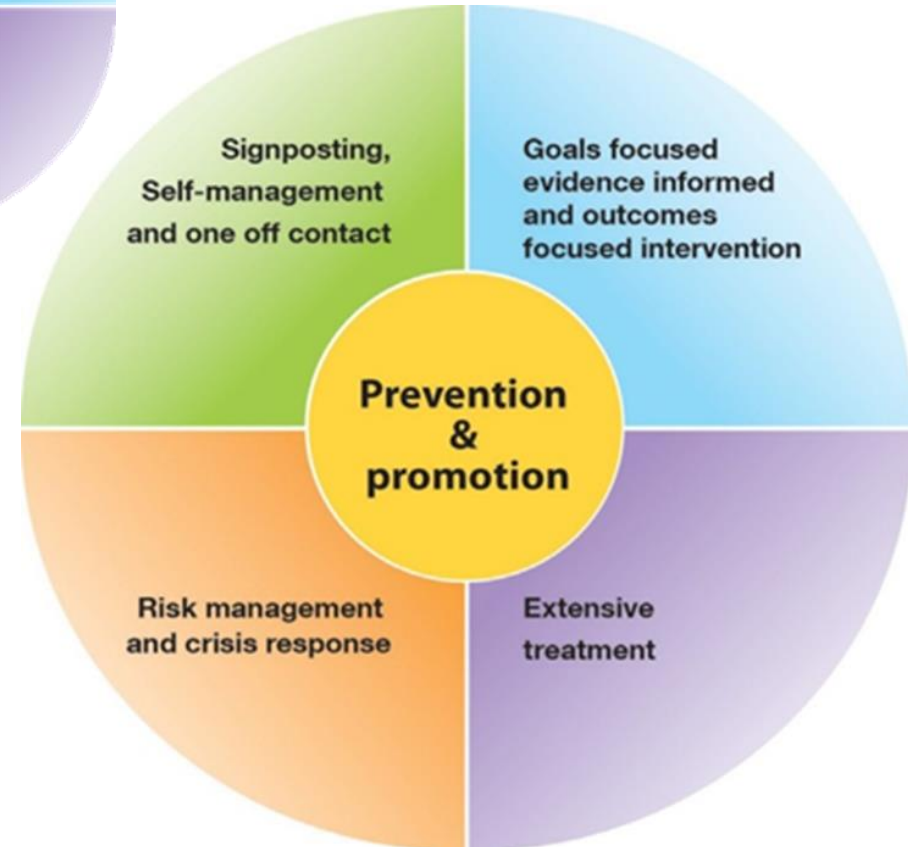 Signposting,
Self-management
and one off contact
Goals focused
evidence informed
and outcomes
focused intervention
Prevention
&
promotion
Risk management
and crisis response
Extensive
treatment